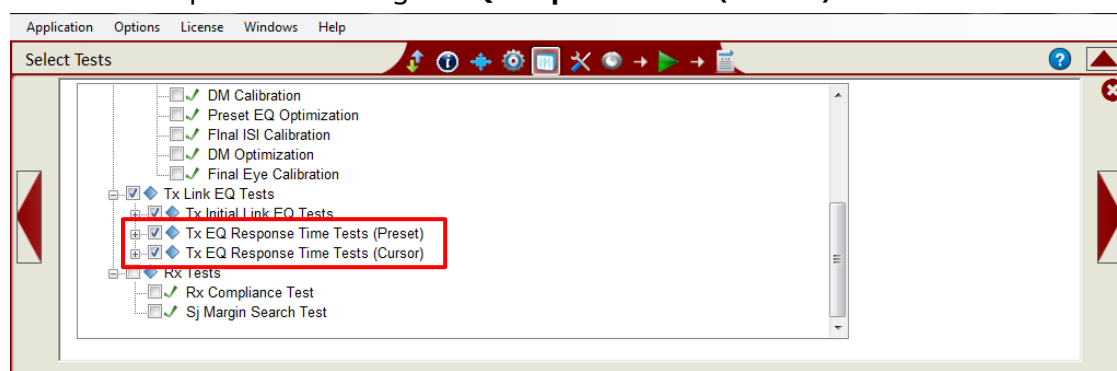 Application Options License Windows Help
Select Tests
?
DM Calibration
Preset EQ Optimization
FInal ISI Calibration
DM Optimization
Final Eye Calibration
Tx Link EQ Tests
Tx Initial Link EQ Tests
Tx EQ Response Time Tests (Preset)
Tx EQ Response Time Tests (Cursor)
Rx Tests
Rx Compliance Test
Sj Margin Search Test